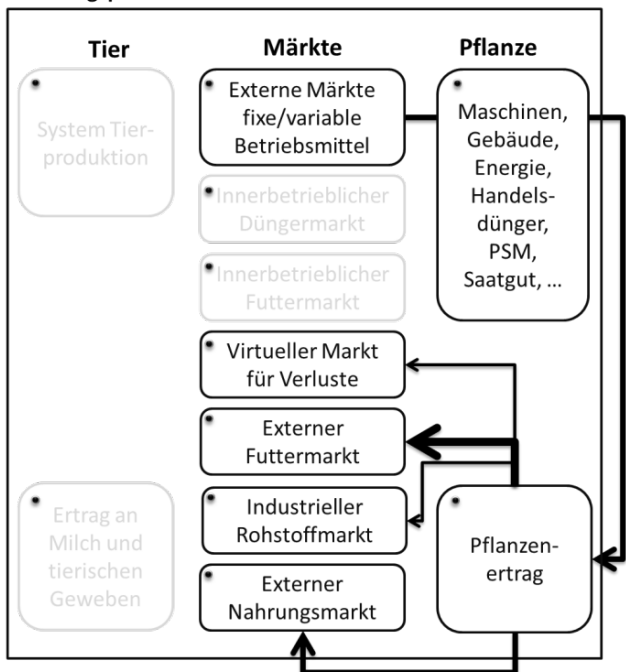 Tier
Märkte
Pflanze
System Tier-
produktion
Externe Märkte
fixe/variable
Betriebsmittel
Maschinen,
Gebäude,
Energie,
Handels-
dünger,
PSM,
Saatgut, ...
Innerbetrieblicher
Düngermarkt
Innerbetrieblicher
Futtermarkt
Virtueller Markt
für Verluste
Externer
Futtermarkt
Ertrag an
Milch und
tierischen
Geweben
Industrieller
Rohstoffmarkt
Pflanzen-
ertrag
Externer
Nahrungsmarkt